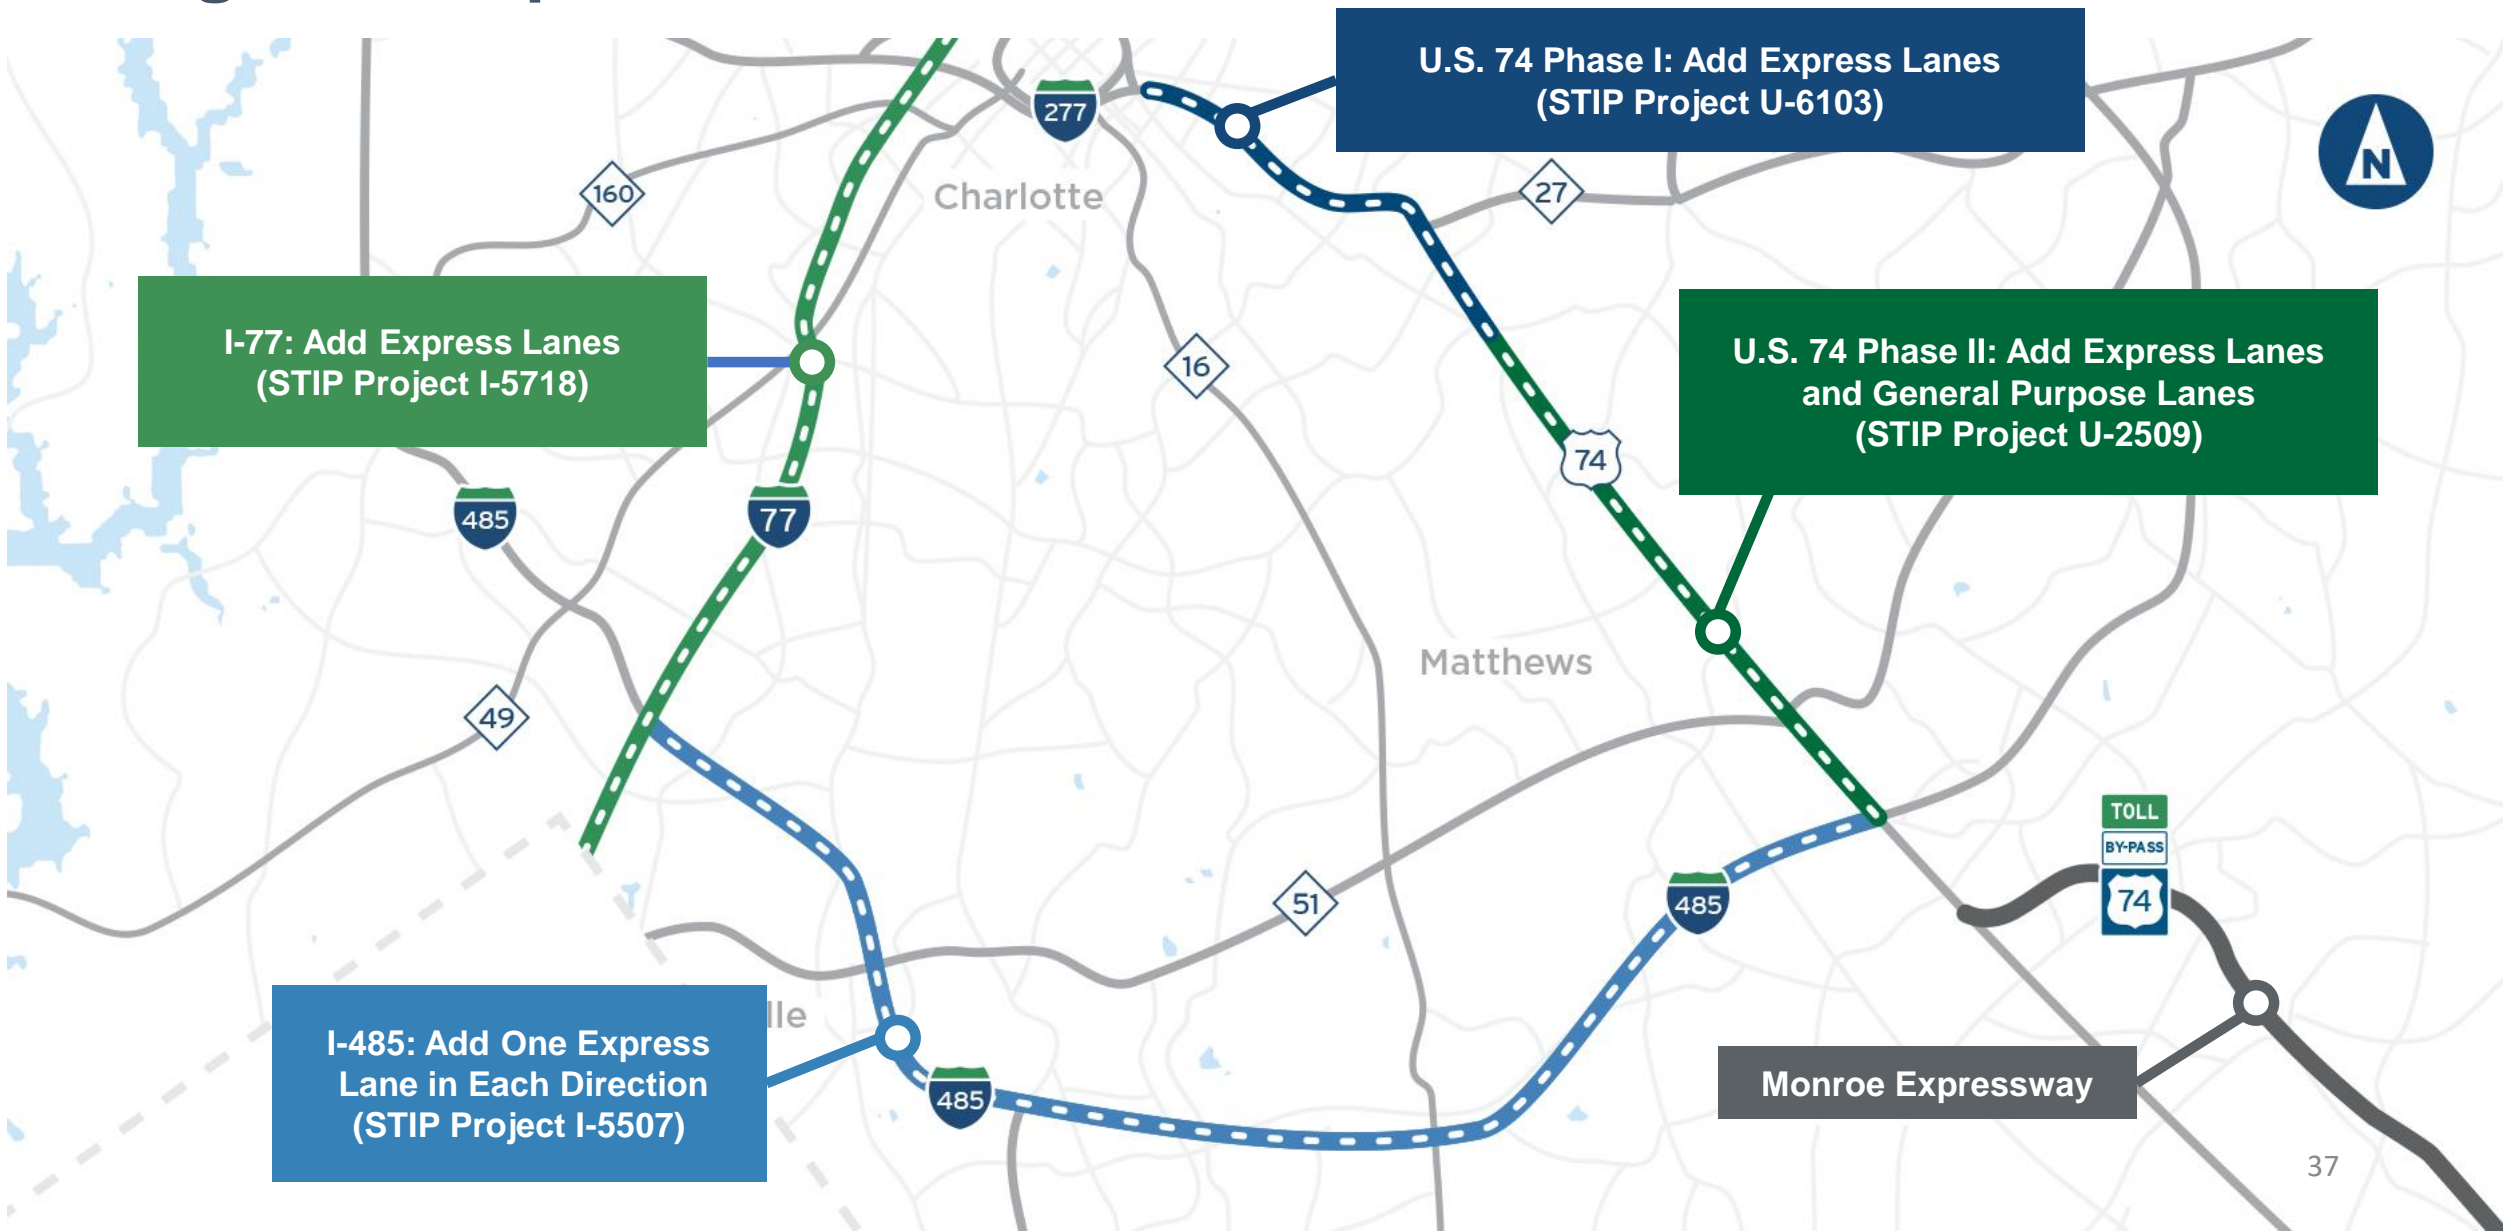 U.S. 74 Phase I: Add Express Lanes
(STIP Project U-6103)
277
N
160
27
Charlotte
I-77: Add Express Lanes
(STIP Project I-5718)
16
U.S. 74 Phase II: Add Express Lanes
and General Purpose Lanes
(STIP Project U-2509)
74
485
77
Matthews
49
TOLL
BY-PASS
74
51
485
lle
I-485: Add One Express
Lane in Each Direction
(STIP Project I-5507)
485
Monroe Expressway
37